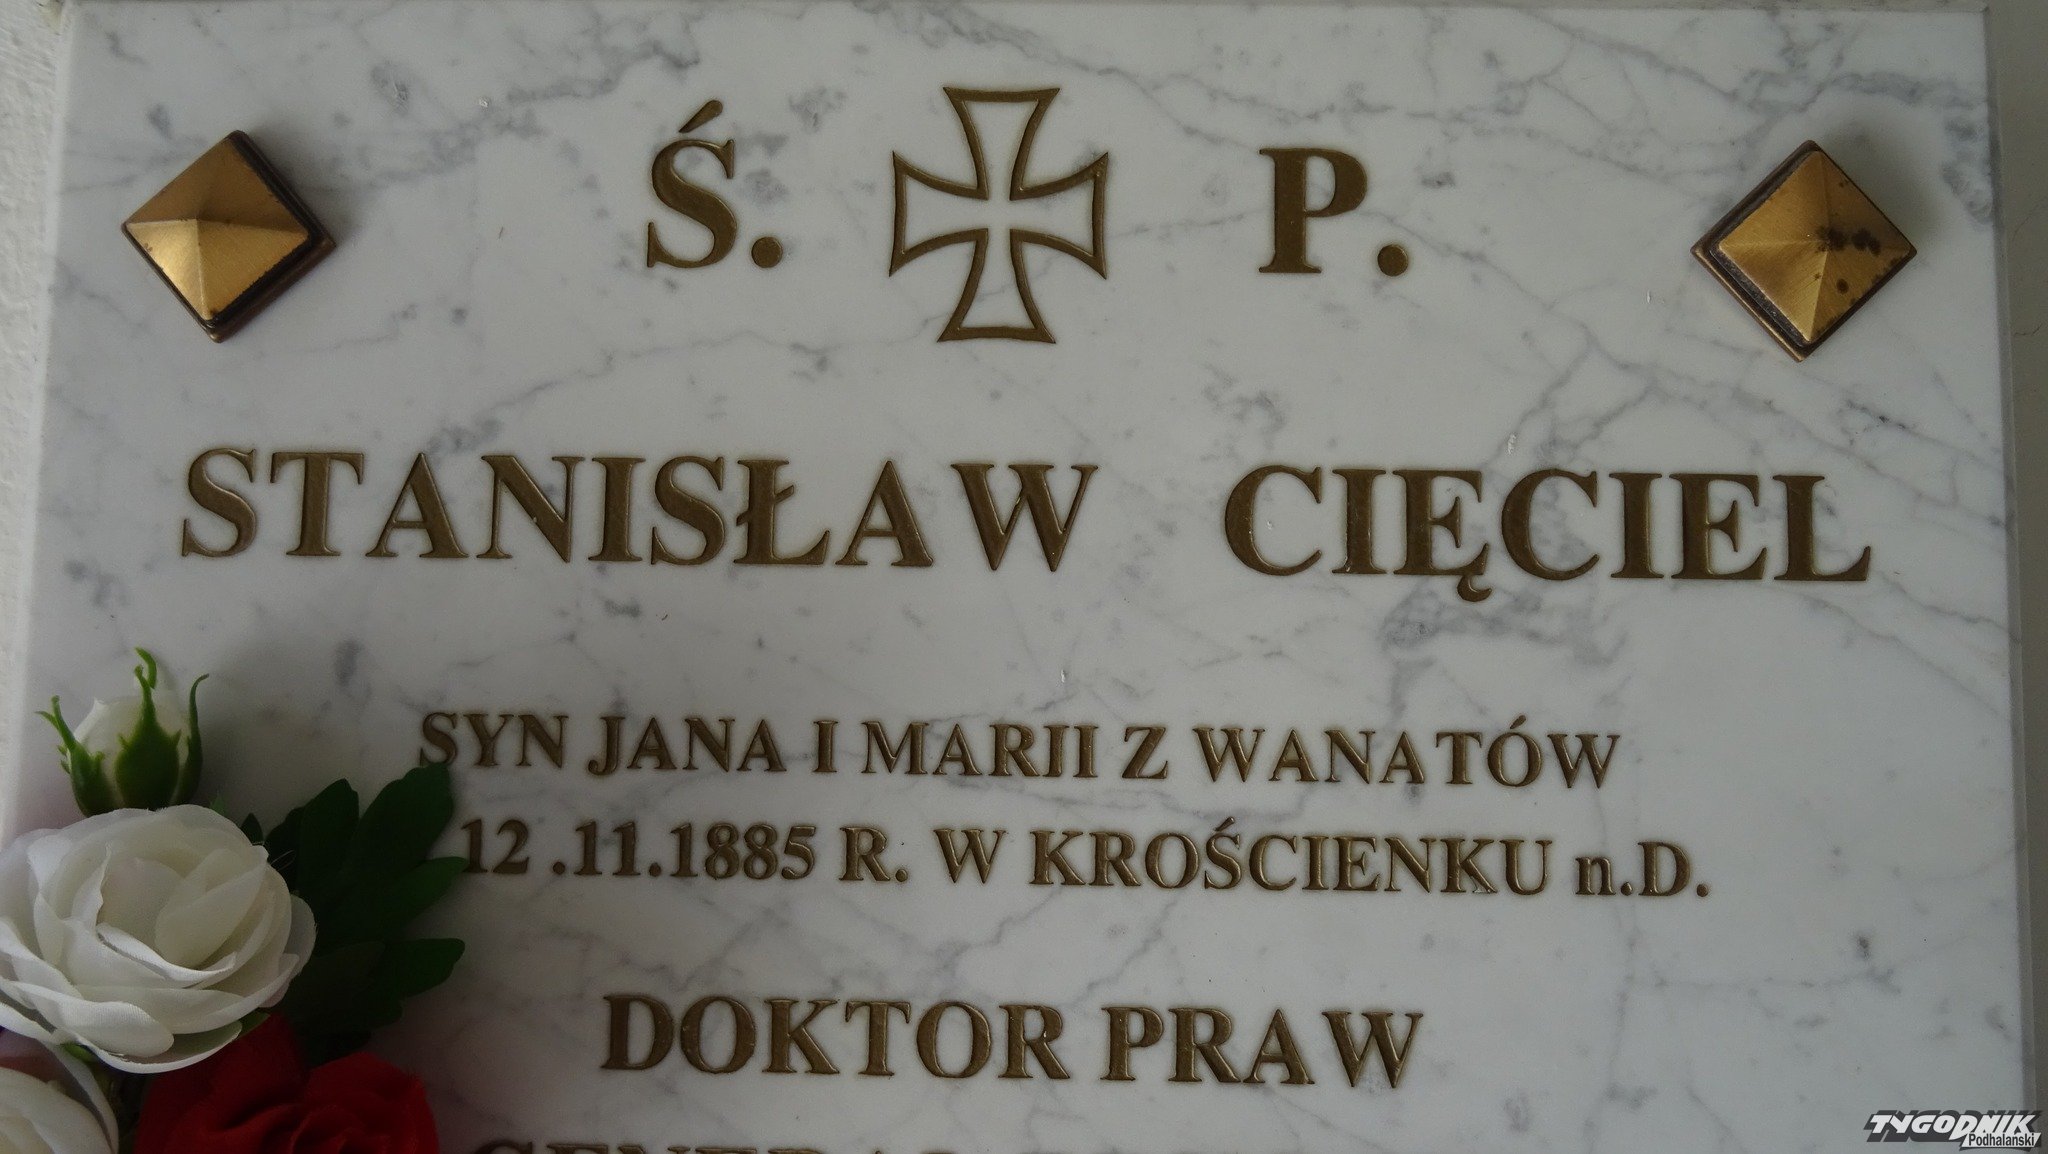 Ś. P.
STANISŁAW CIĘCIEL
SYN JANA I MARJI Z WANATÓW
12 .11.1885 R. W KROŚCIENKU n.D.
DOKTOR PRAW
TYGODNIK
Podhalański